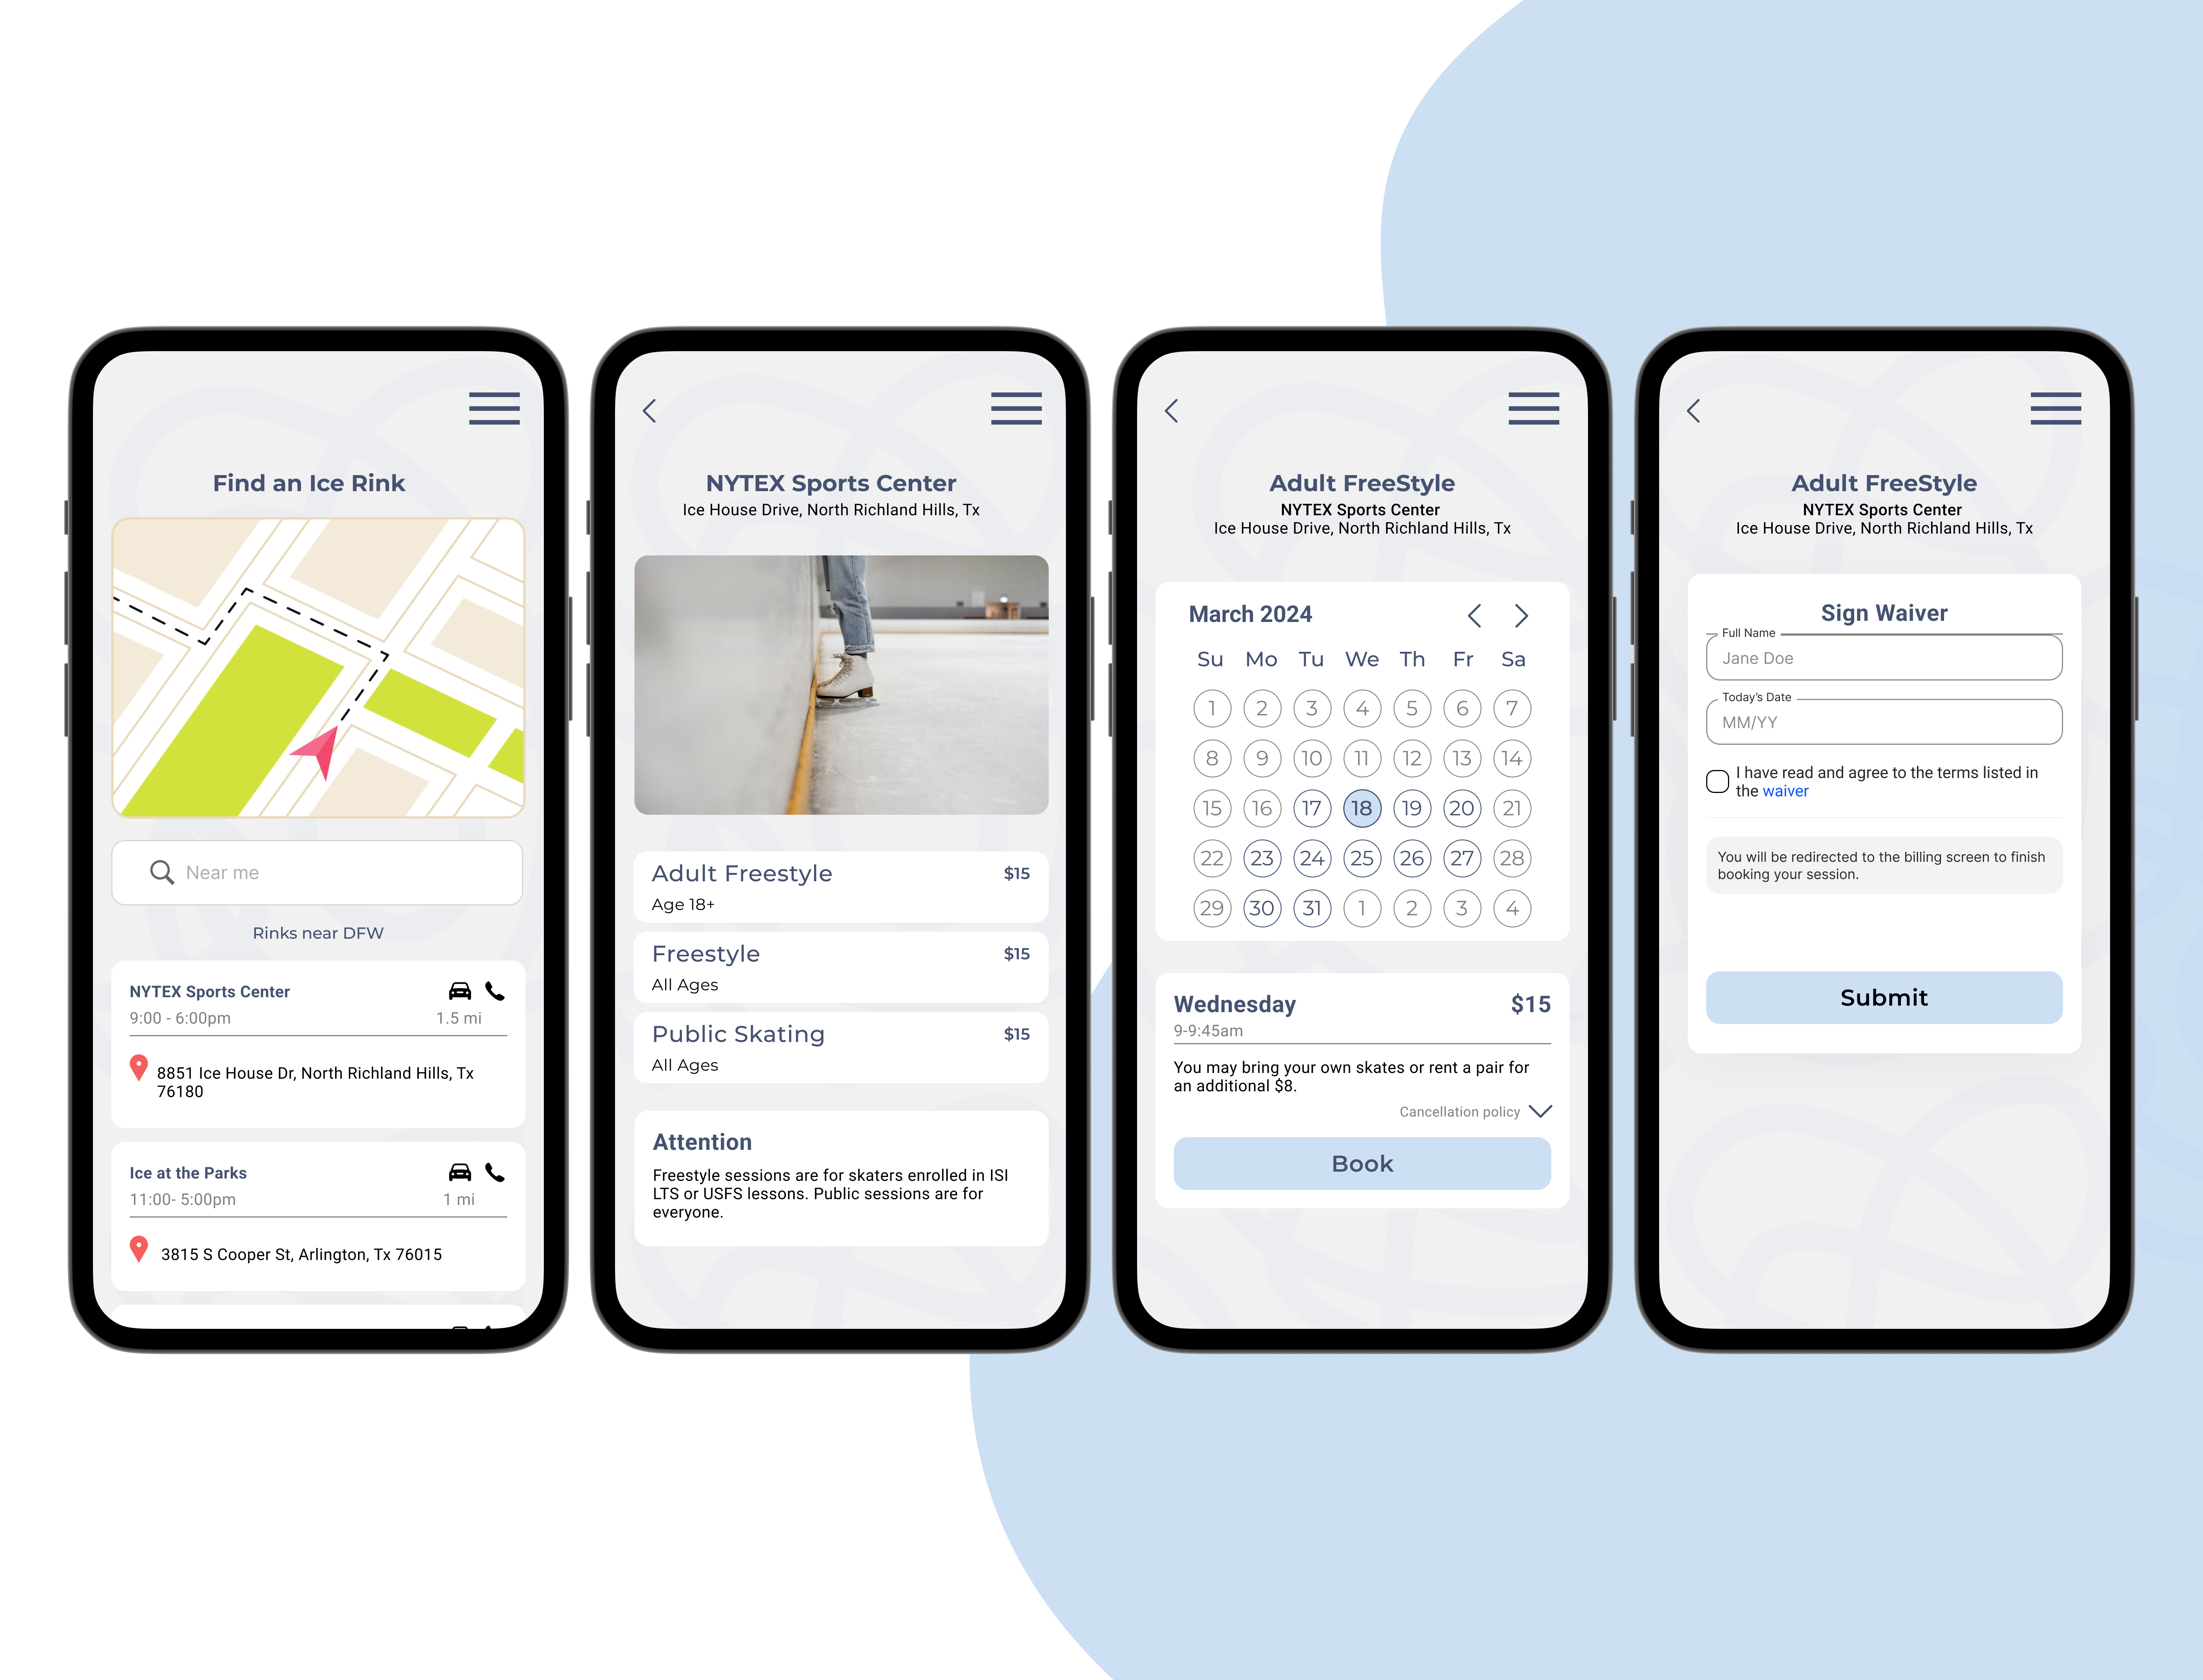 Find an Ice Rink
Near me
Rinks near DFW
NYTEX Sports Center
9:00 - 6:00pm
1.5 mi
8851 Ice House Dr, North Richland Hills, Tx
76180
Ice at the Parks
11:00- 5:00pm
1 mi
3815 S Cooper St, Arlington, Tx 76015
NYTEX Sports Center
Ice House Drive, North Richland Hills, Tx
Adult Freestyle
$15
Age 18+
Freestyle
$15
All Ages
Public Skating
$15
All Ages
Attention
Freestyle sessions are for skaters enrolled in ISI
LTS or USFS lessons. Public sessions are for
everyone.
Adult FreeStyle
NYTEX Sports Center
Ice House Drive, North Richland Hills, Tx
March 2024
Su Mo Tu We Th Fr Sa
1 2 3 4 5 6 7
8 9 10 11 12 13 14
15 16 17 18 19 20 21
22 23 24 25 26 27 28
29 30 31 1 2 3 4
Wednesday
$15
9-9:45am
You may bring your own skates or rent a pair for
an additional $8.
Cancellation policy
Book
Adult FreeStyle
NYTEX Sports Center
Ice House Drive, North Richland Hills, Tx
Sign Waiver
Full Name
Jane Doe
Today's Date
MM/YY
I have read and agree to the terms listed in
the waiver
You will be redirected to the billing screen to finish
booking your session.
Submit